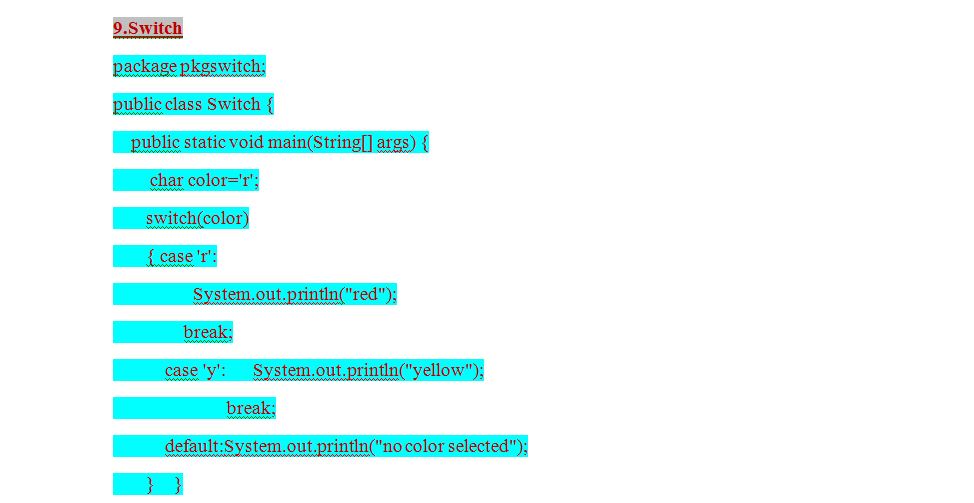 9.Switch
package pkgswitch;
public class Switch {
public static void main(String[] args) {
char color='r';
switch(color)
{ case 'r':
System.out.println("red");
break;
case 'y': System.out.println("yellow");
break;
default:System.out.println("no color selected");
} }